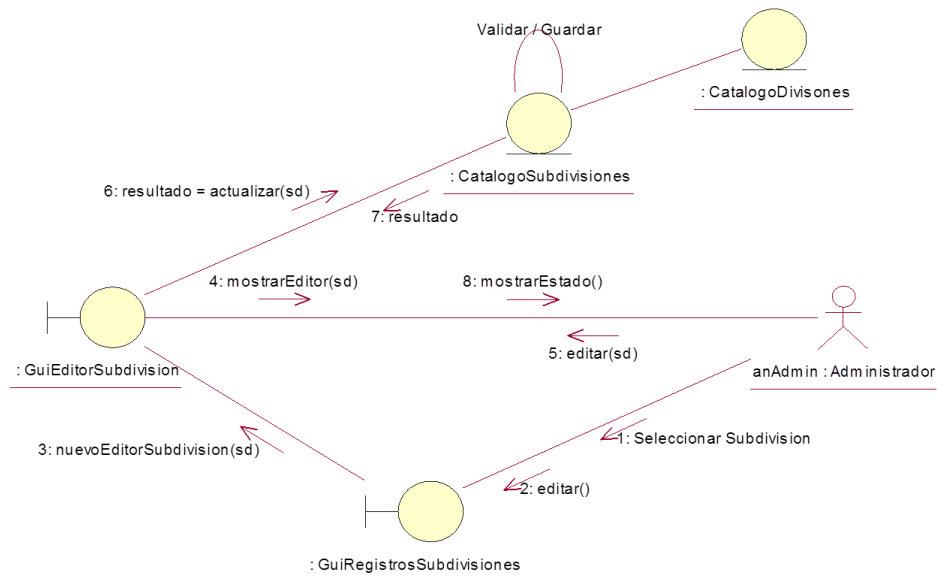 Validar / Guardar
: CatalogoDivisones
: CatalogoSubdivisiones
6: resultado = actualizar(sd)
7: resultado
4: mostrarEditor(sd)
8: mostrarEstado()
5: editar(sd)
: GuiEditorSubdivision
anAdmin : Administrador
1: Seleccionar Subdivision
3: nuevoEditorSubdivision(sd)
2: editar()
: GuiRegistrosSubdivisiones